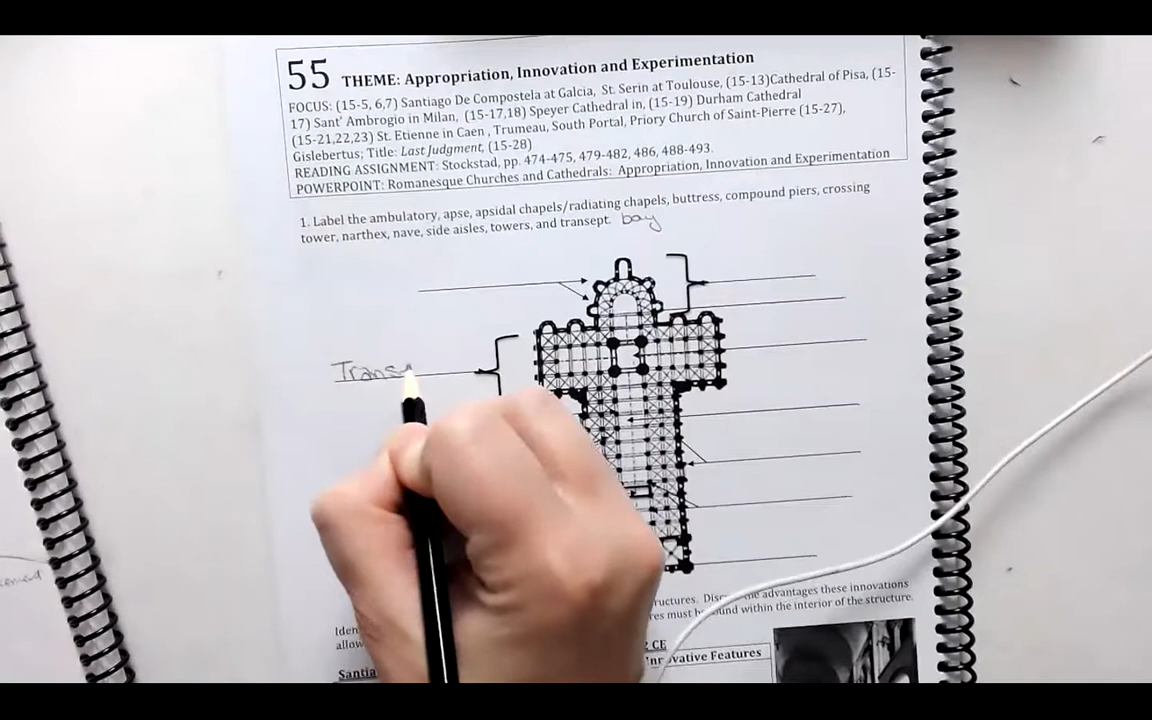 55 THEME: Appropriation, Innovation and Experimentation
FOCUS: (15-5, 6,7) Santiago De Compostela at Galcia, St. Serin at Toulouse, (15-13)Cathedral of Pisa, (15-
17) Sant' Ambrogio in Milan, (15-17,18) Speyer Cathedral in, (15-19) Durham Cathedral
(15-21,22,23) St. Etienne in Caen , Trumeau, South Portal, Priory Church of Saint-Pierre (15-27),
Gislebertus; Title: Last Judgment, (15-28)
READING ASSIGNMENT: Stockstad, pp. 474-475, 479-482, 486, 488-493.
POWERPOINT: Romanesque Churches and Cathedrals: Appropriation, Innovation and Experimentation
1. Label the ambulatory, apse, apsidal chapels/radiating chapels, buttress, compound piers, crossing
tower, narthex, nave, side aisles, towers, and transept. bay
Trans
ructures. the advantages these innovations
res must be found within the interior of the structure.
Iden
allow
CE
Innovative Features
Santia